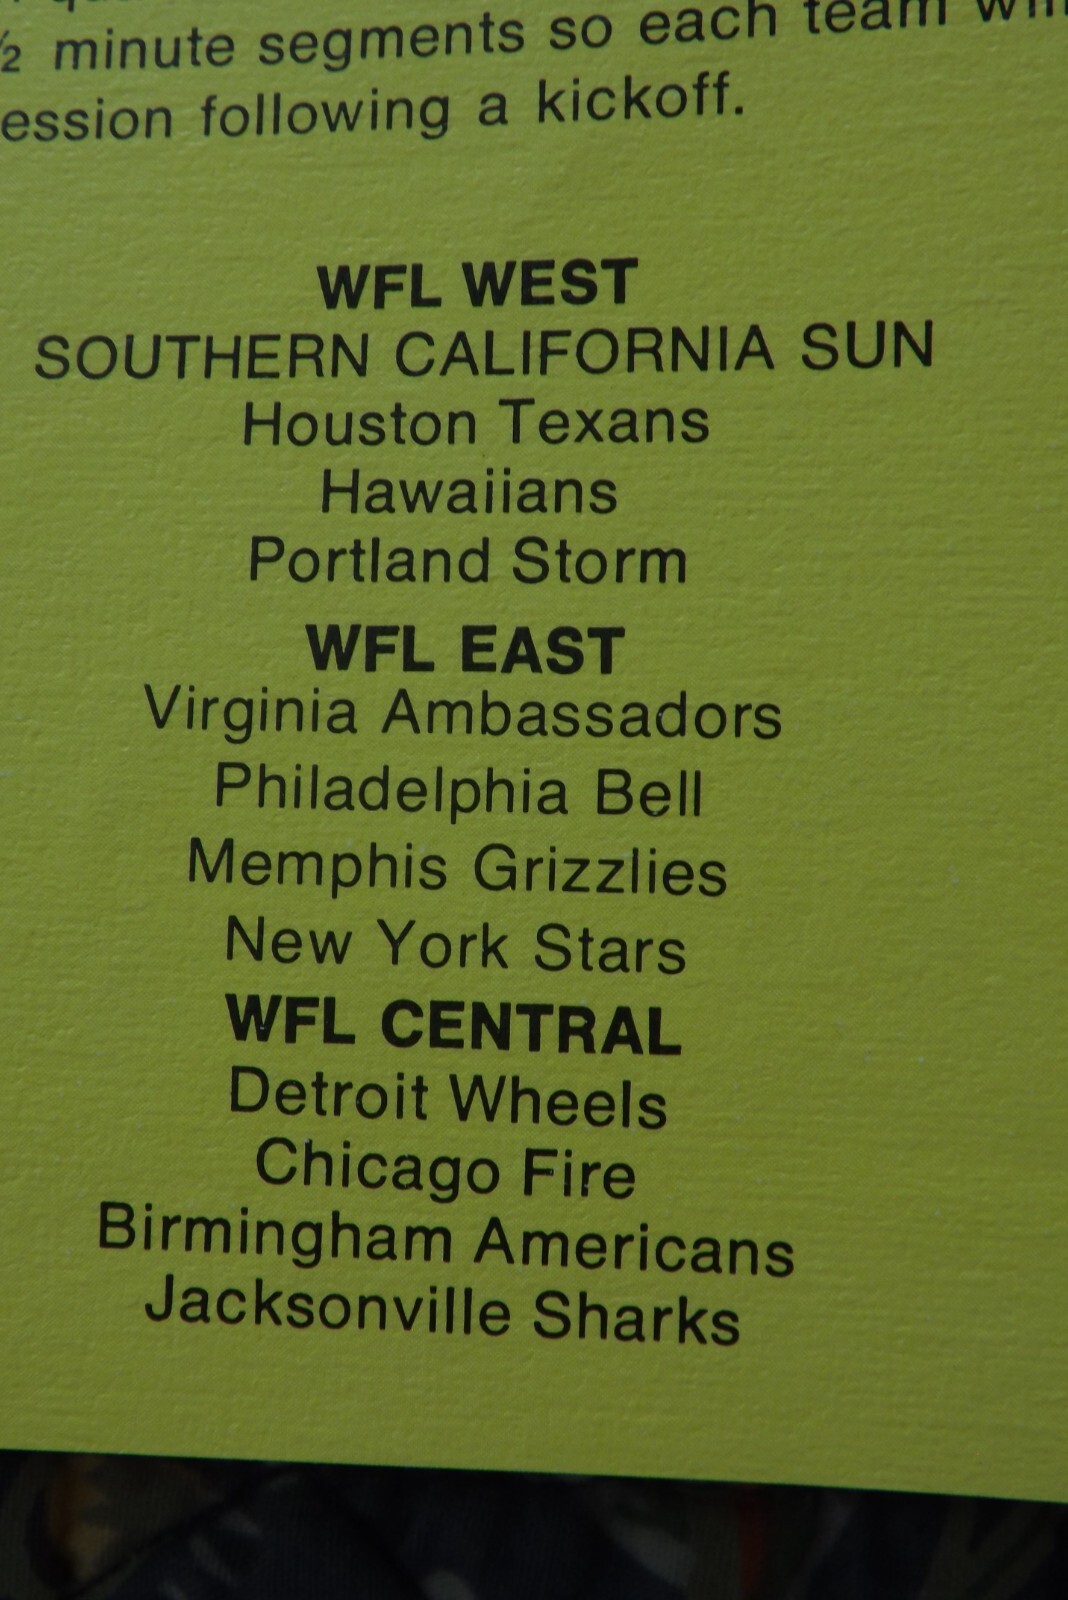 ½ minute segments so each team
ession following a kickoff.
WFL WEST
SOUTHERN CALIFORNIA SUN
Houston Texans
Hawaiians
Portland Storm
WFL EAST
Virginia Ambassadors
Philadelphia Bell
Memphis Grizzlies
New York Stars
WFL CENTRAL
Detroit Wheels
Chicago Fire
Birmingham Americans
Jacksonville Sharks